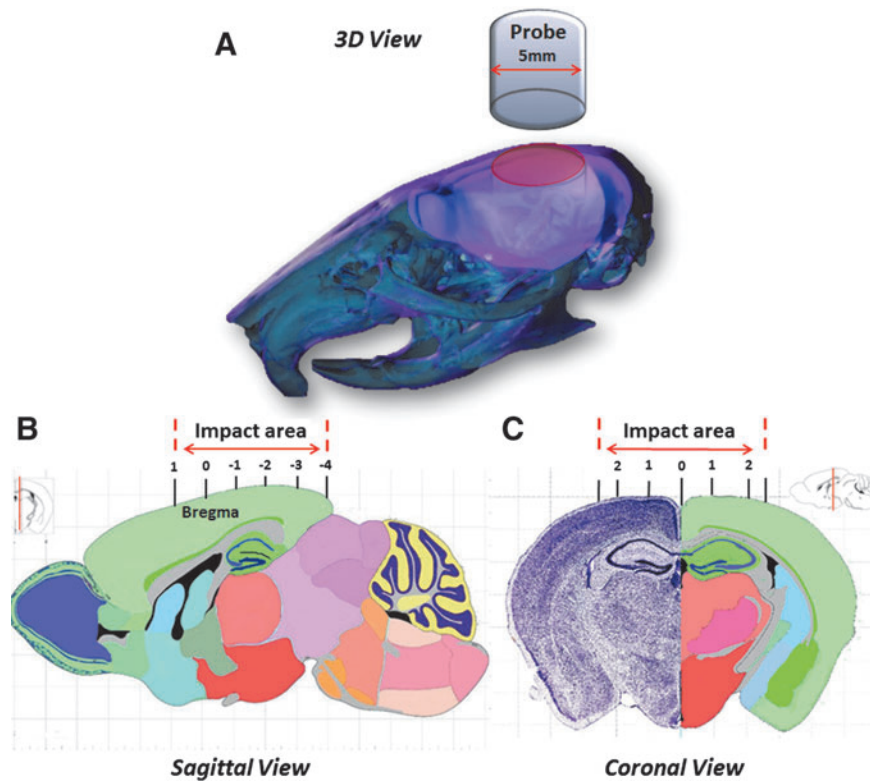 A
3D View
Probe
5mm
B
Impact area
1 0 -1 -2 -3 -4
Bregma
Sagittal View
C
Impact area
2 1 0 1 2
Coronal View